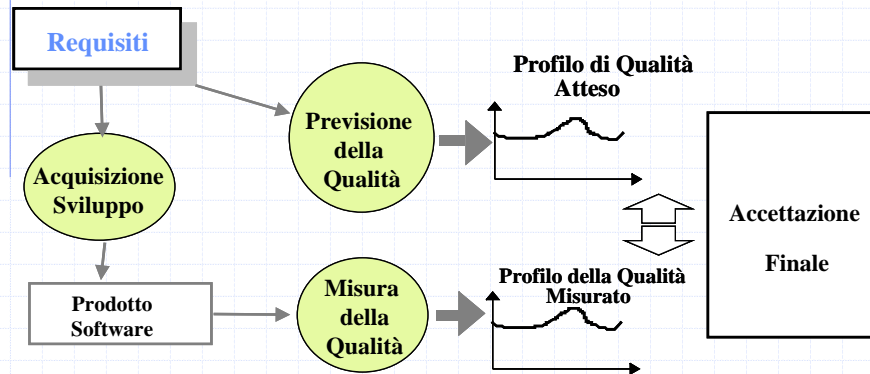 Requisiti
Profilo di Qualità
Atteso
Previsione
della
Qualità
Acquisizione
Sviluppo
Accettazione
Finale
Profilo della Qualità
Misurato
Misura
della
Qualità
Prodotto
Software